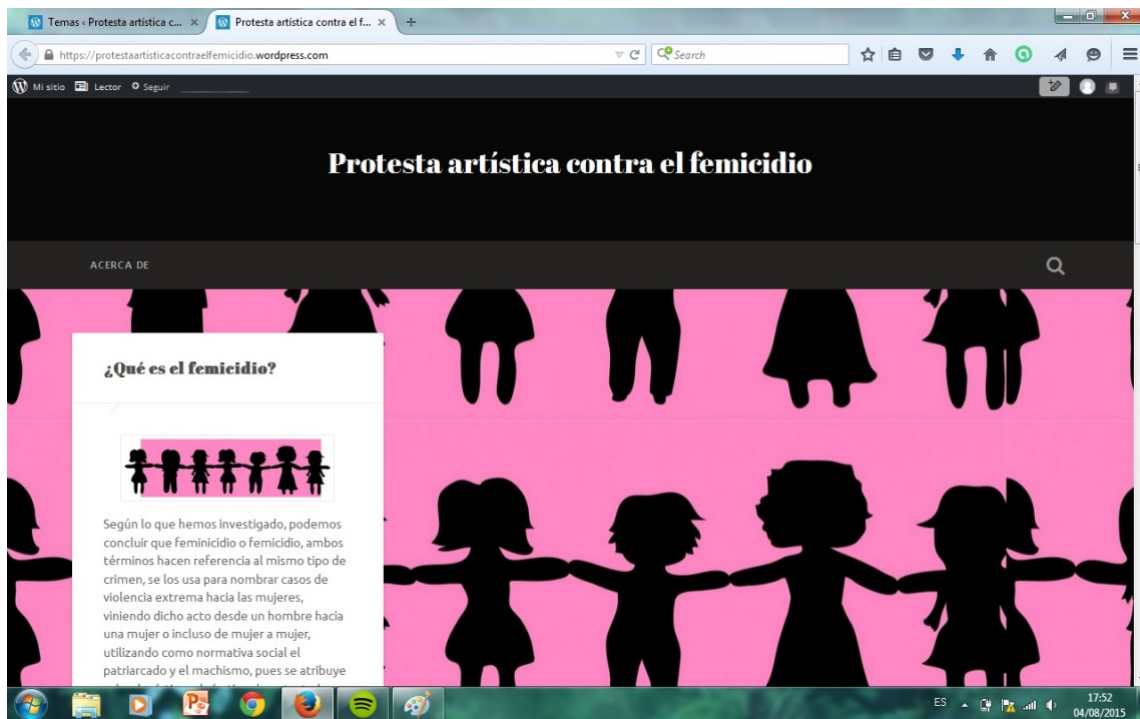 Temas ‹ Protesta artística c...
Protesta artística contra el f...
https://protestaartisticacontraelfemicidio.wordpress.com
Search
Mi sitio Lector Seguir
Protesta artística contra el femicidio
ACERCA DE
¿Qué es el femicidio?
Según lo que hemos investigado, podemos
concluir que feminicidio o femicidio, ambos
términos hacen referencia al mismo tipo de
crimen, se los usa para nombrar casos de
violencia extrema hacia las mujeres,
viniendo dicho acto desde un hombre hacia
una mujer o incluso de mujer a mujer,
utilizando como normativa social el
patriarcado y el machismo, pues se atribuye
ES
17:52
04/08/2015